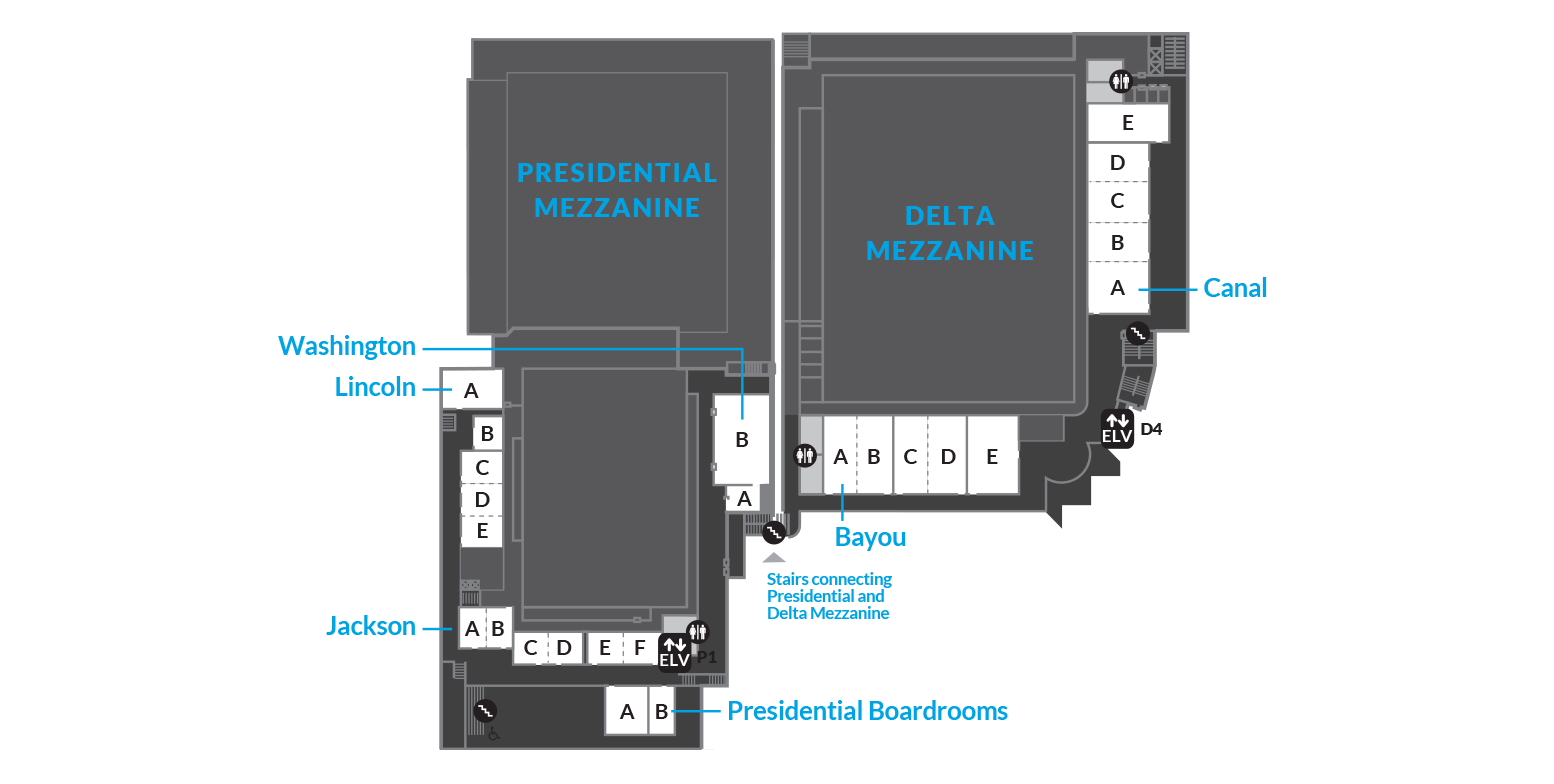 PRESIDENTIAL
MEZZANINE
DELTA
MEZZANINE
E
D
C
B
A
Canal
Washington
Lincoln
A
B
C
D
E
B
A
A
B
C
D
E
ELV
D4
Bayou
Stairs connecting
Presidential and
Delta Mezzanine
Jackson
A
B
C
D
E
F
ELV
P1
A
B
Presidential Boardrooms